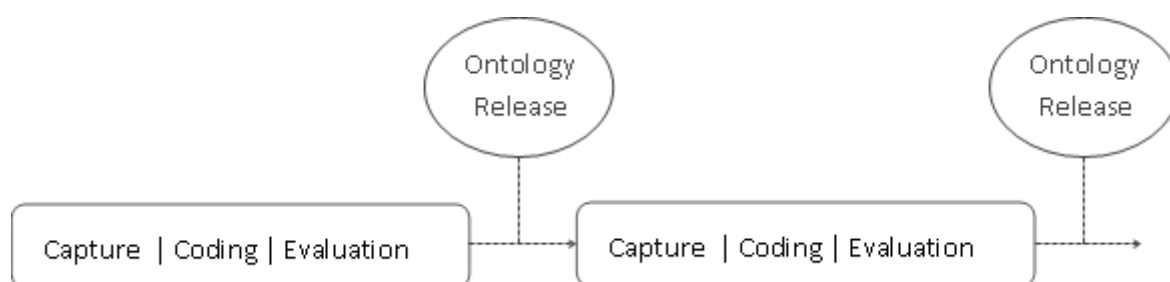 Ontology
Release
Ontology
Release
Capture | Coding | Evaluation
Capture | Coding | Evaluation